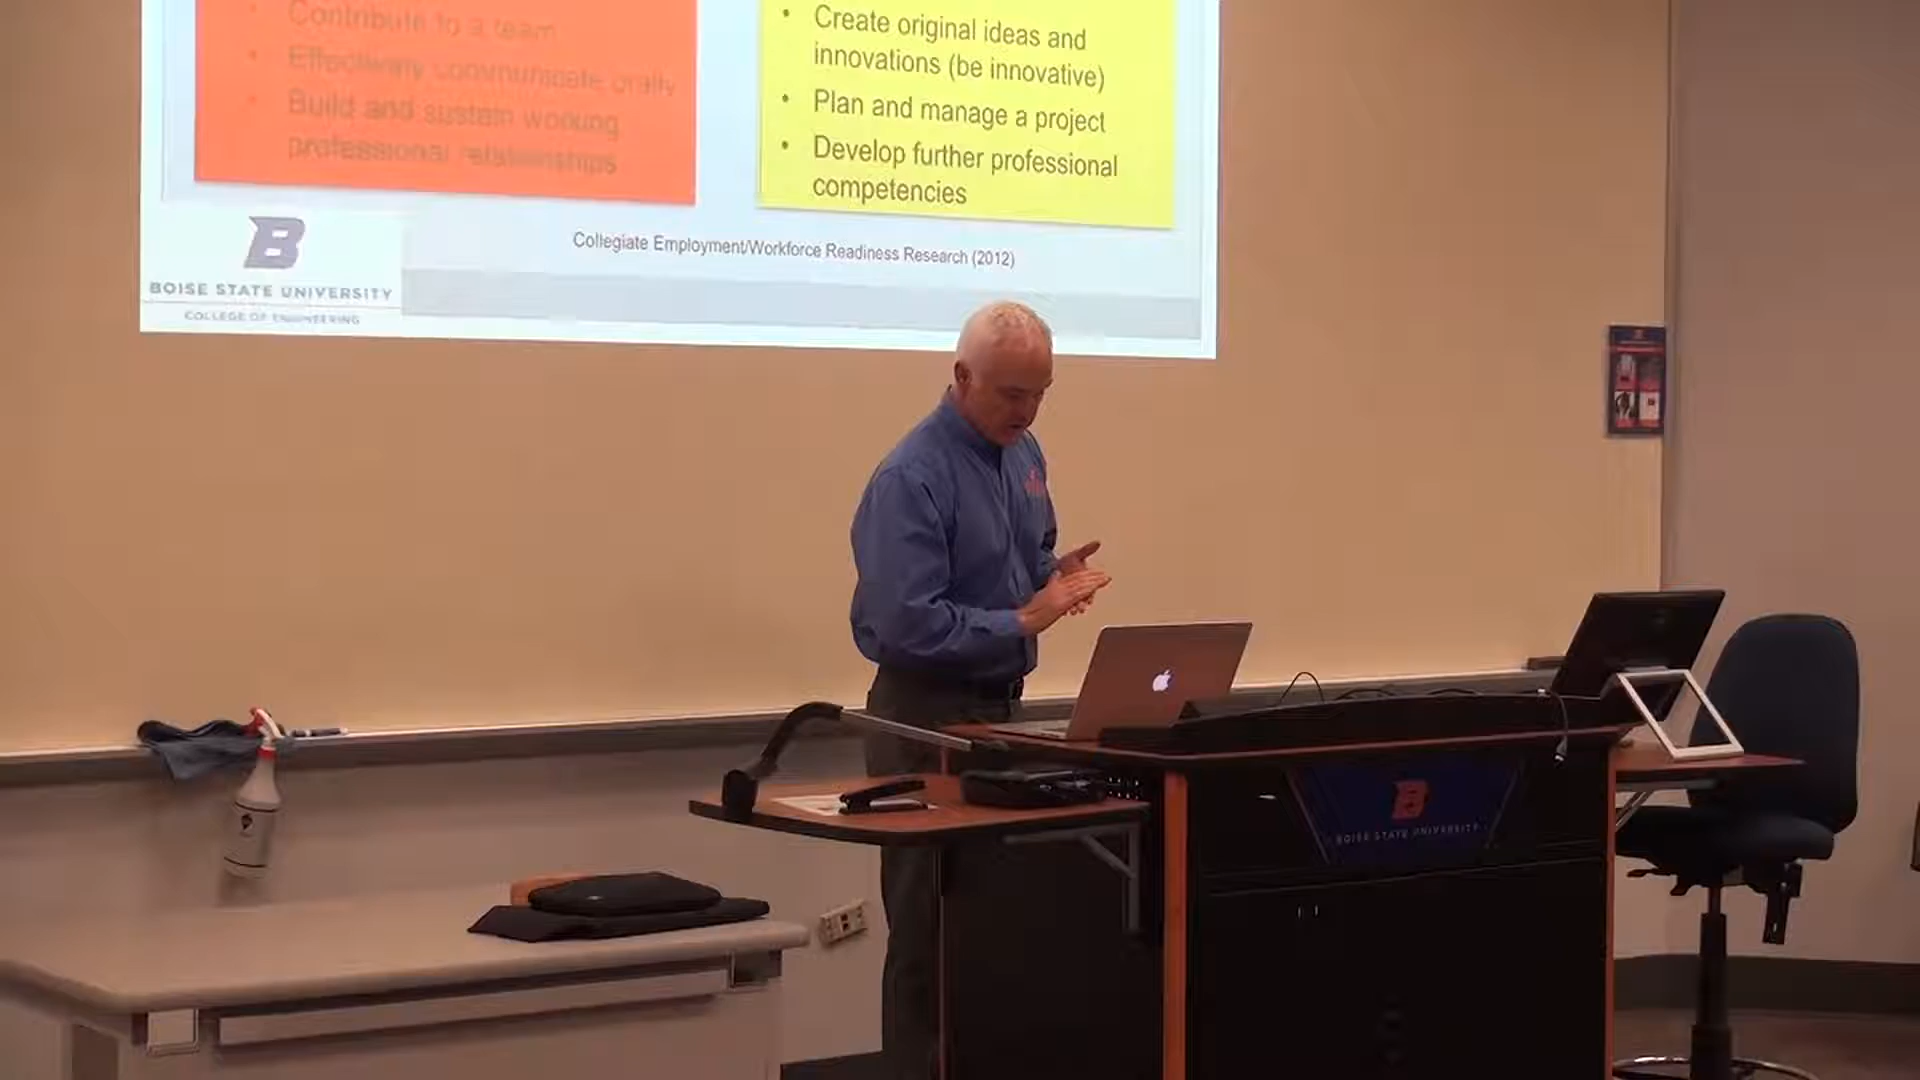 Contribute to a team
Effectively communicate orally
Build and sustain working
professional relationships
Create original ideas and
innovations (be innovative)
Plan and manage a project
Develop further professional
competencies
Collegiate Employment/Workforce Readiness Research (2012)
B
BOISE STATE UNIVERSITY
COLLEGE OF ENGINEERING
B
BOISE STATE UNIVERSITY